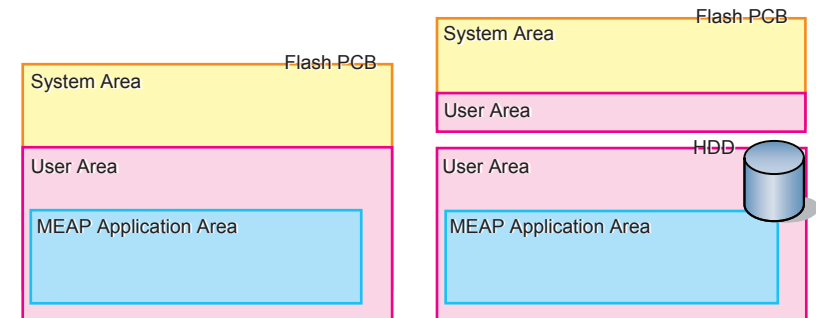 Flash PCB
System Area
User Area
MEAP Application Area
Flash PCB
System Area
User Area
HDD
User Area
MEAP Application Area